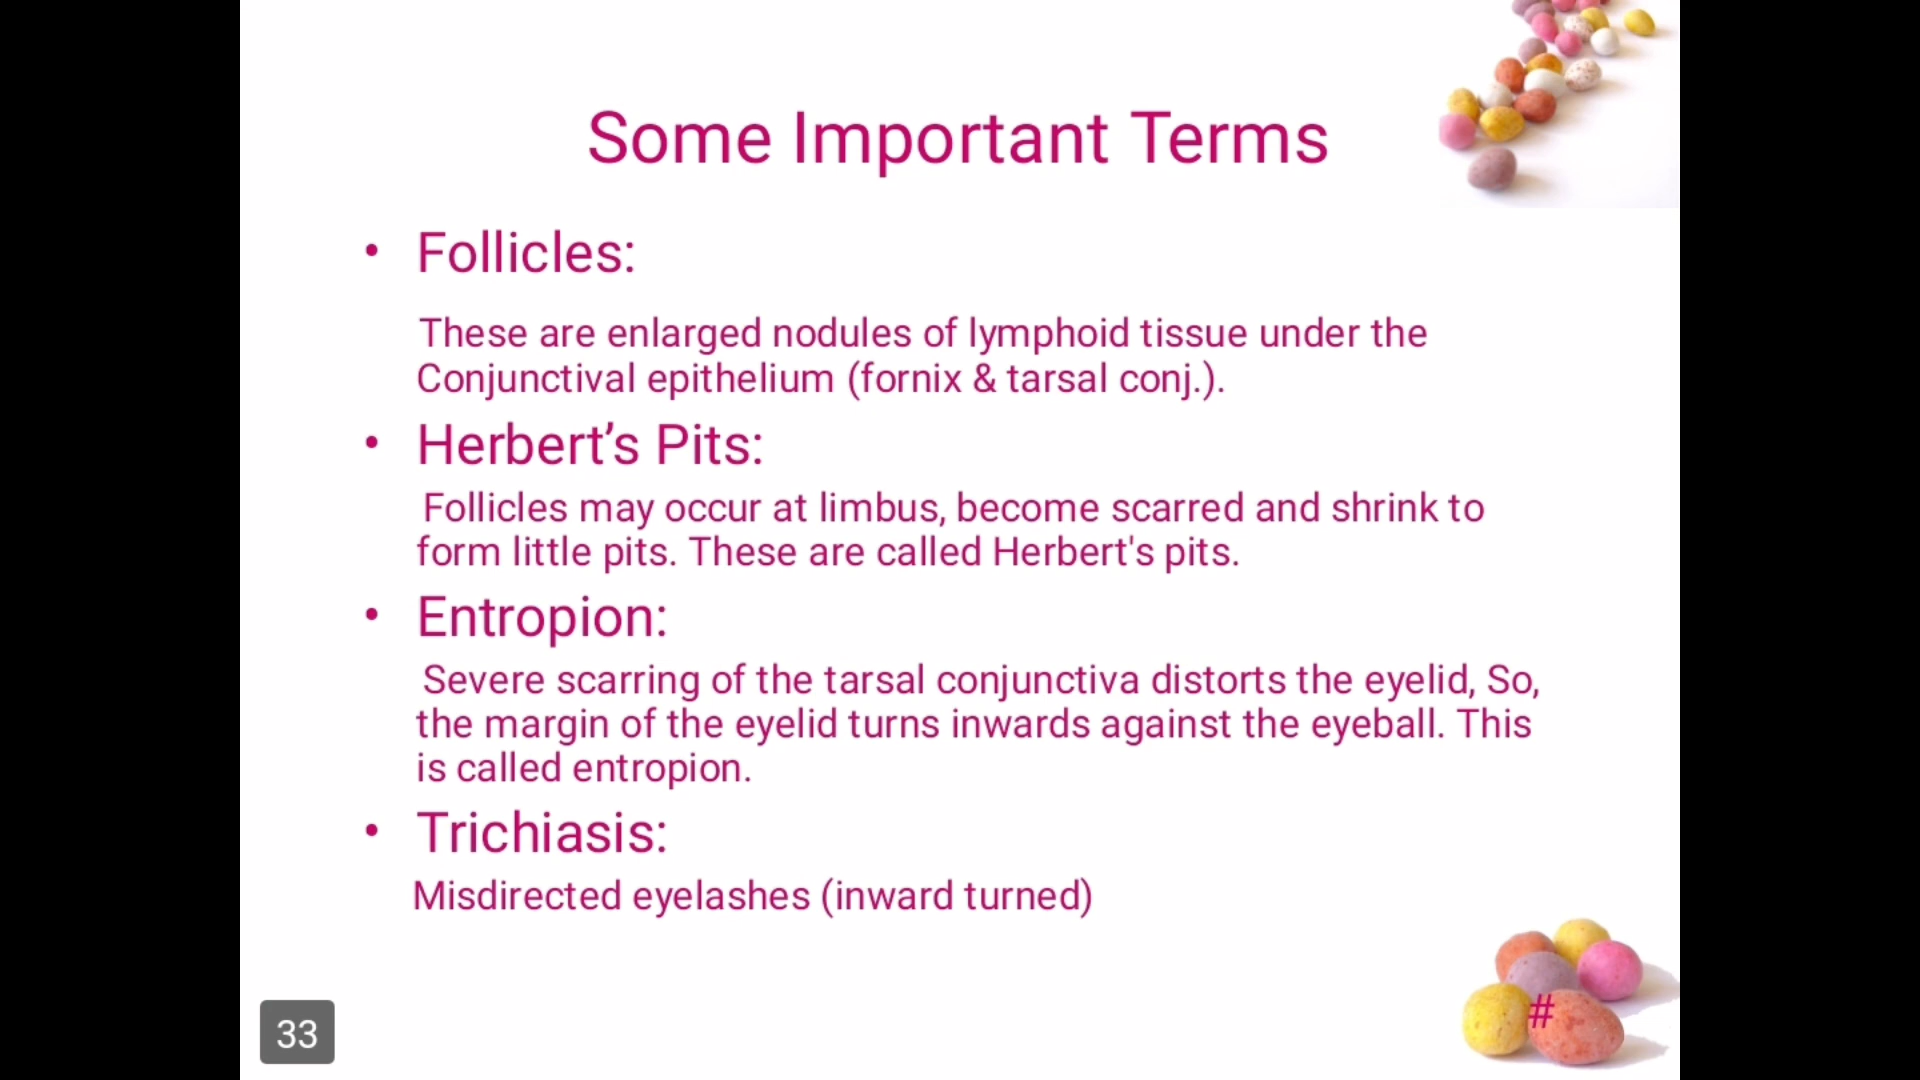 Some Important Terms
• Follicles:
These are enlarged nodules of lymphoid tissue under the
Conjunctival epithelium (fornix & tarsal conj.).
• Herbert’s Pits:
Follicles may occur at limbus, become scarred and shrink to
form little pits. These are called Herbert's pits.
• Entropion:
Severe scarring of the tarsal conjunctiva distorts the eyelid, So,
the margin of the eyelid turns inwards against the eyeball. This
is called entropion.
• Trichiasis:
Misdirected eyelashes (inward turned)
33
#